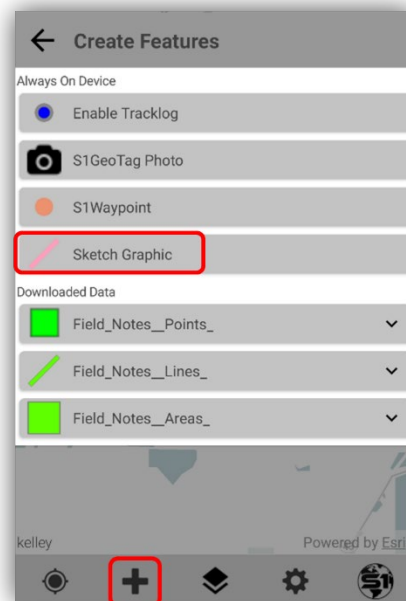 Create Features
Always On Device
Enable Tracklog
S1GeoTag Photo
S1Waypoint
Sketch Graphic
Downloaded Data
Field_Notes__Points_
Field_Notes__Lines_
Field_Notes__Areas_
kelley
Powered by Esri
S1